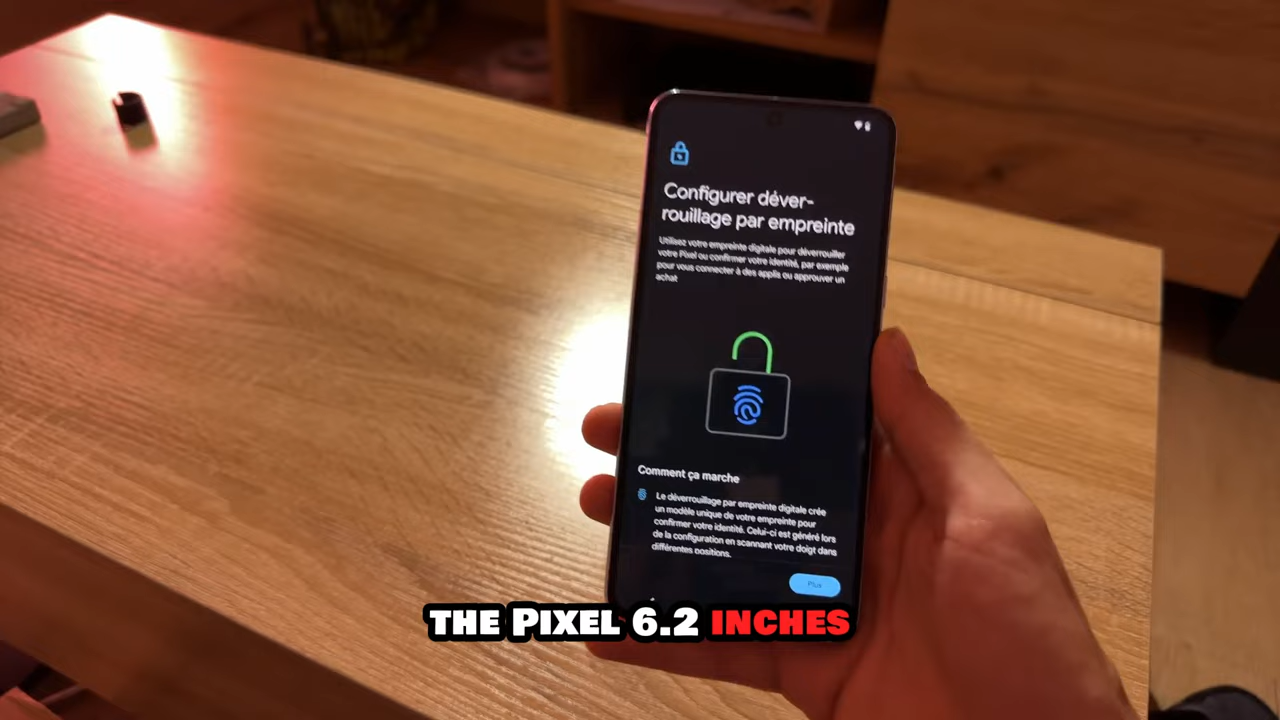 Configurer déver-
rouillage par empreinte
Utilisez votre empreinte digitale pour déverrouiller
votre Pixel ou confirmer votre identité, par exemple
pour vous connecter à des applis ou approuver un
achat
Comment ça marche
Le déverrouillage par empreinte digitale crée
un modèle unique de votre empreinte pour
confirmer votre identité. Celui-ci est généré lors
de la configuration en scannant votre doigt dans
différentes positions.
Plus
THE PIXEL 6.2 INCHES